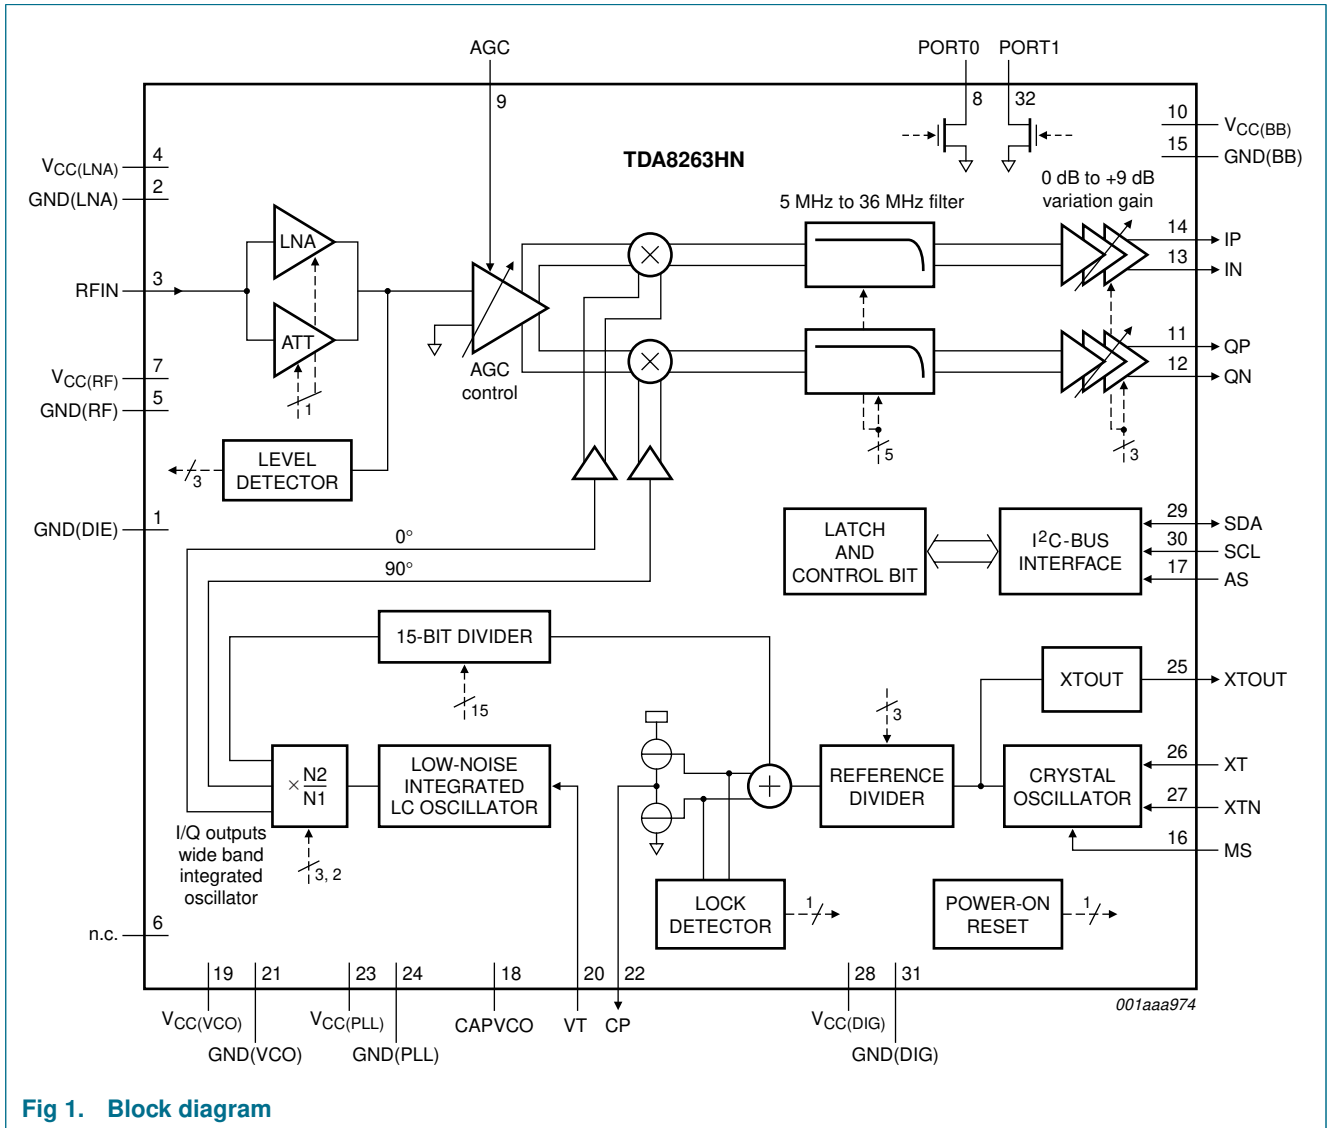 AGC
PORT0
PORT1
9
8
32
10
VCC(BB)
15
GND(BB)
TDA8263HN
4
VCC(LNA)
2
GND(LNA)
0 dB to +9 dB
variation gain
5 MHz to 36 MHz filter
LNA
14
IP
13
IN
3
RFIN
ATT
11
QP
12
QN
7
VCC(RF)
5
GND(RF)
AGC
control
1
5
3
LEVEL
DETECTOR
3
1
GND(DIE)
0°
90°
LATCH
AND
CONTROL BIT
I2C-BUS
INTERFACE
29
SDA
30
SCL
17
AS
15-BIT DIVIDER
15
XTOUT
25
XTOUT
3
× N2
N1
LOW-NOISE
INTEGRATED
LC OSCILLATOR
REFERENCE
DIVIDER
CRYSTAL
OSCILLATOR
26
XT
27
XTN
16
MS
I/Q outputs
wide band
integrated
oscillator
3, 2
LOCK
DETECTOR
1
POWER-ON
RESET
1
6
n.c.
19
21
23
24
18
20
22
28
31
001aaa974
VCC(VCO)
GND(VCO)
VCC(PLL)
GND(PLL)
CAPVCO
VT
CP
VCC(DIG)
GND(DIG)
Fig 1. Block diagram